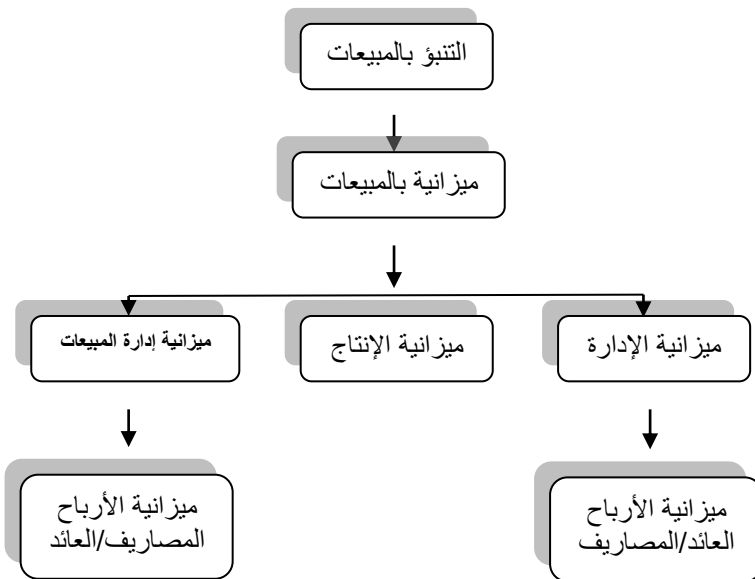 التنبؤ بالمبيعات
ميزانية بالمبيعات
ميزانية الإدارة
ميزانية الإنتاج
ميزانية إدارة المبيعات
ميزانية الأرباح
العائد/المصاريف
ميزانية الأرباح
المصاريف/العائد